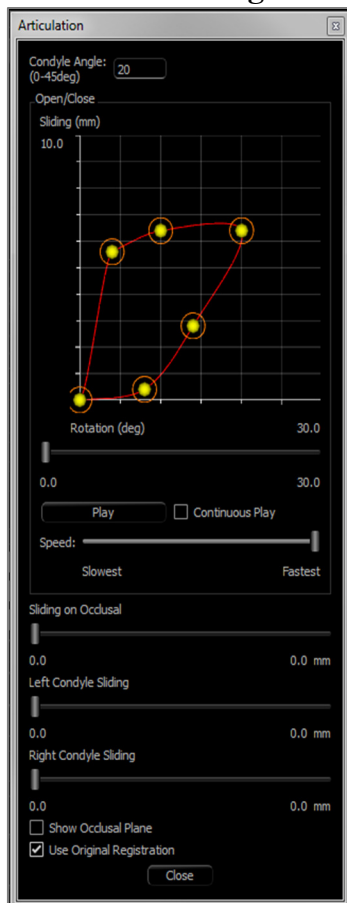 Articulation
Condyle Angle:
(0-45deg)
20
Open/Close
Sliding (mm)
10.0
Rotation (deg)
30.0
0.0
30.0
Play
Continuous Play
Speed:
Slowest
Fastest
Sliding on Occlusal
0.0
0.0 mm
Left Condyle Sliding
0.0
0.0 mm
Right Condyle Sliding
0.0
0.0 mm
Show Occlusal Plane
Use Original Registration
Close